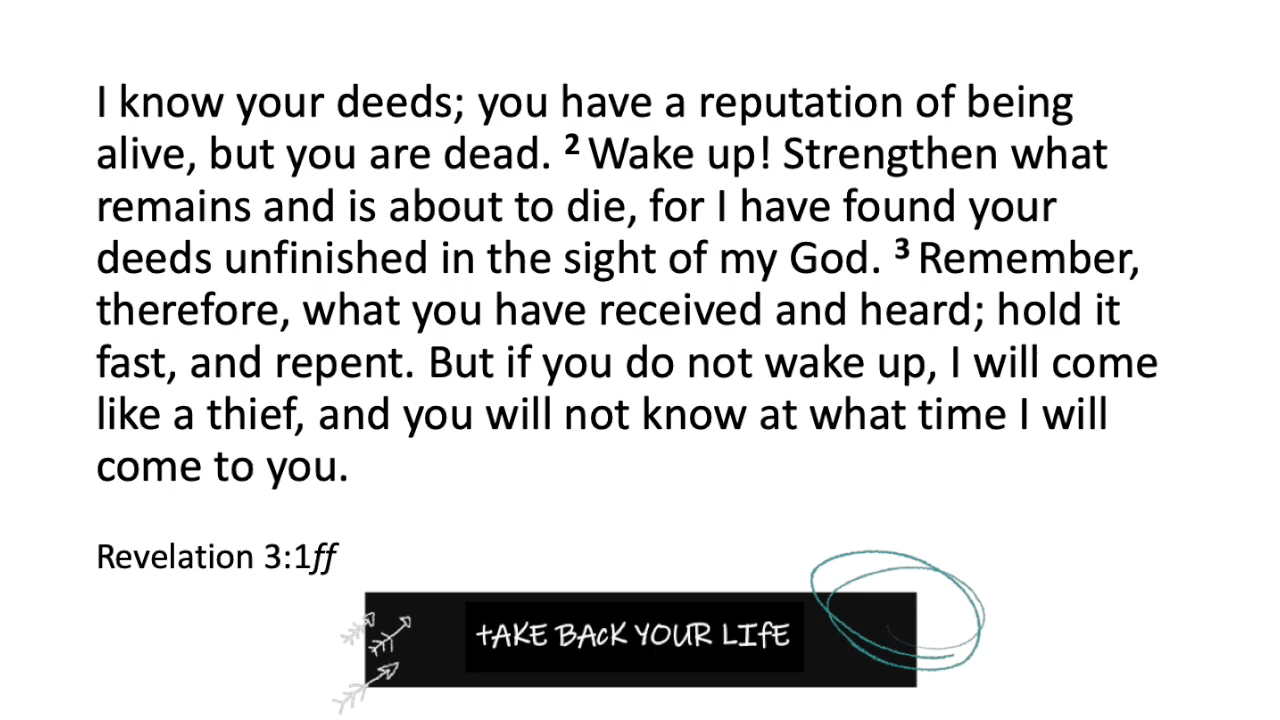 I know your deeds; you have a reputation of being
alive, but you are dead. ² Wake up! Strengthen what
remains and is about to die, for I have found your
deeds unfinished in the sight of my God. ³ Remember,
therefore, what you have received and heard; hold it
fast, and repent. But if you do not wake up, I will come
like a thief, and you will not know at what time I will
come to you.
Revelation 3:1ff
tAKE BAcK YOUR LIfE